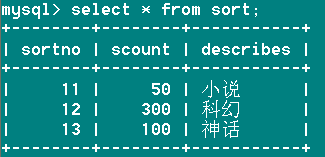 mysql> select * from sort;
+--------+--------+-----------+
| sortno | scount | describes |
+--------+--------+-----------+
|     11 |     50 | 小说      |
|     12 |    300 | 科幻      |
|     13 |    100 | 神话      |
+--------+--------+-----------+